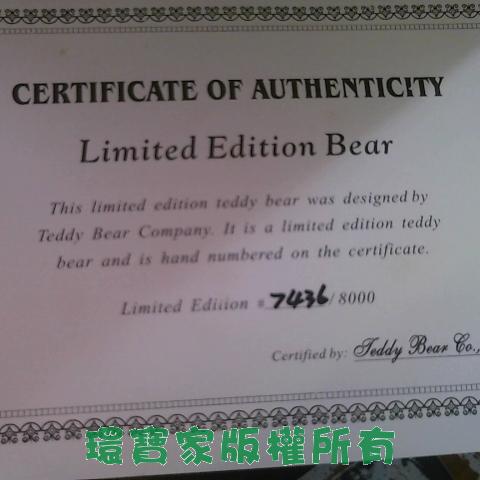 CERTIFICATE OF AUTHENTICITY
Limited Edition Bear
This limited edition teddy bear was designed by
Teddy Bear Company. It is a limited edition teddy
bear and is hand numbered on the certificate.
Limited Edition # 7436/8000
Certified by: Teddy Bear Co.,
環寶家版權所有